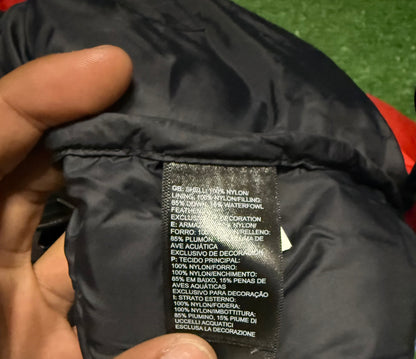 GB: SHELL: 100% NYLON/
LINING: 100% NYLON/FILLING:
85% DOWN, 15% WATERFOWL
FEATHER
EXCLUSIVE OF DECORATION
E: ARMAZ 100% NYLON/
FORRO: 100% NYLON/RELLENO:
85% PLUMÓN, PLUMA DE
AVE ACUÁTICA
EXCLUSIVO DE DECORACIÓN
P: TECIDO PRINCIPAL:
100% NYLON/FORRO:
100% NYLON/ENCHIMENTO:
85% EM BAIXO, 15% PENAS DE
AVES AQUÁTICAS
EXCLUSIVO PARA DECORAÇÃO
I: STRATO ESTERNO:
100% NYLON/FODERA:
100% NYLON/IMBOTTITURA:
85% PIUMINO, 15% PIUME DI
UCCELLI ACQUATICI
ESCLUSA LA DECORAZIONE